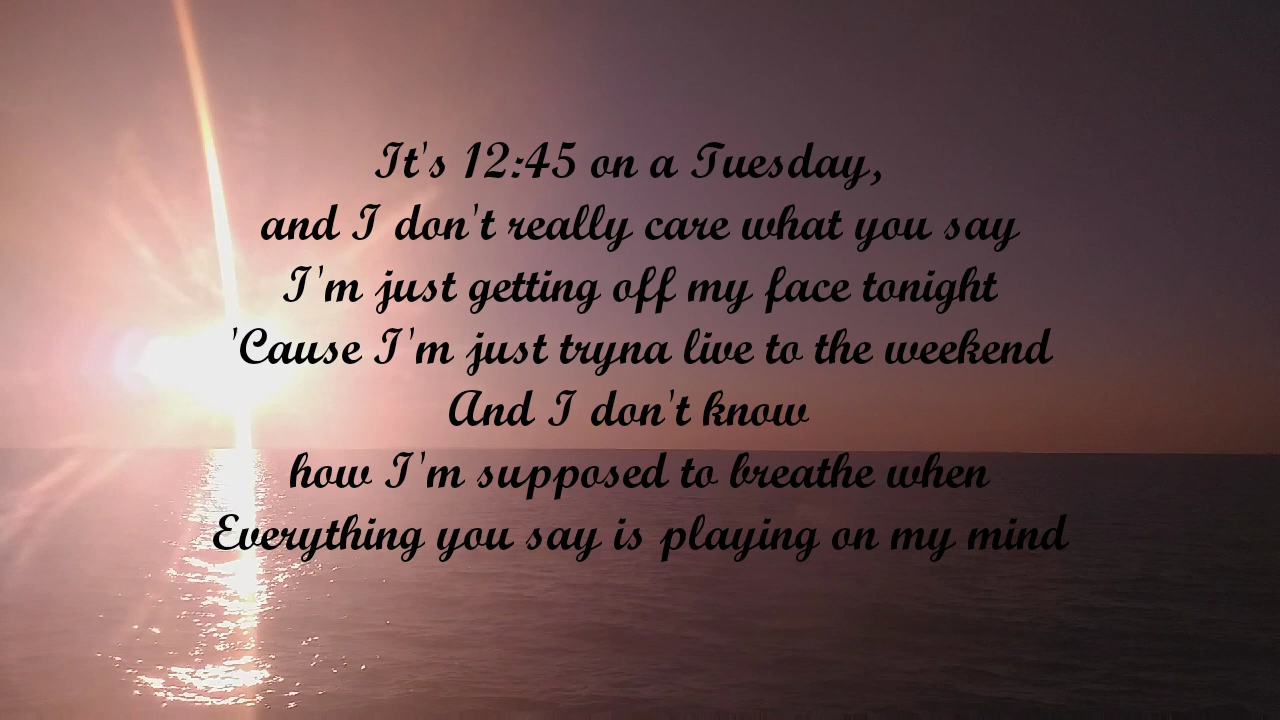 It's 12:45 on a Tuesday,
and I don't really care what you say
I'm just getting off my face tonight
'Cause I'm just tryna live to the weekend
And I don't know
how I'm supposed to breathe when
Everything you say is playing on my mind